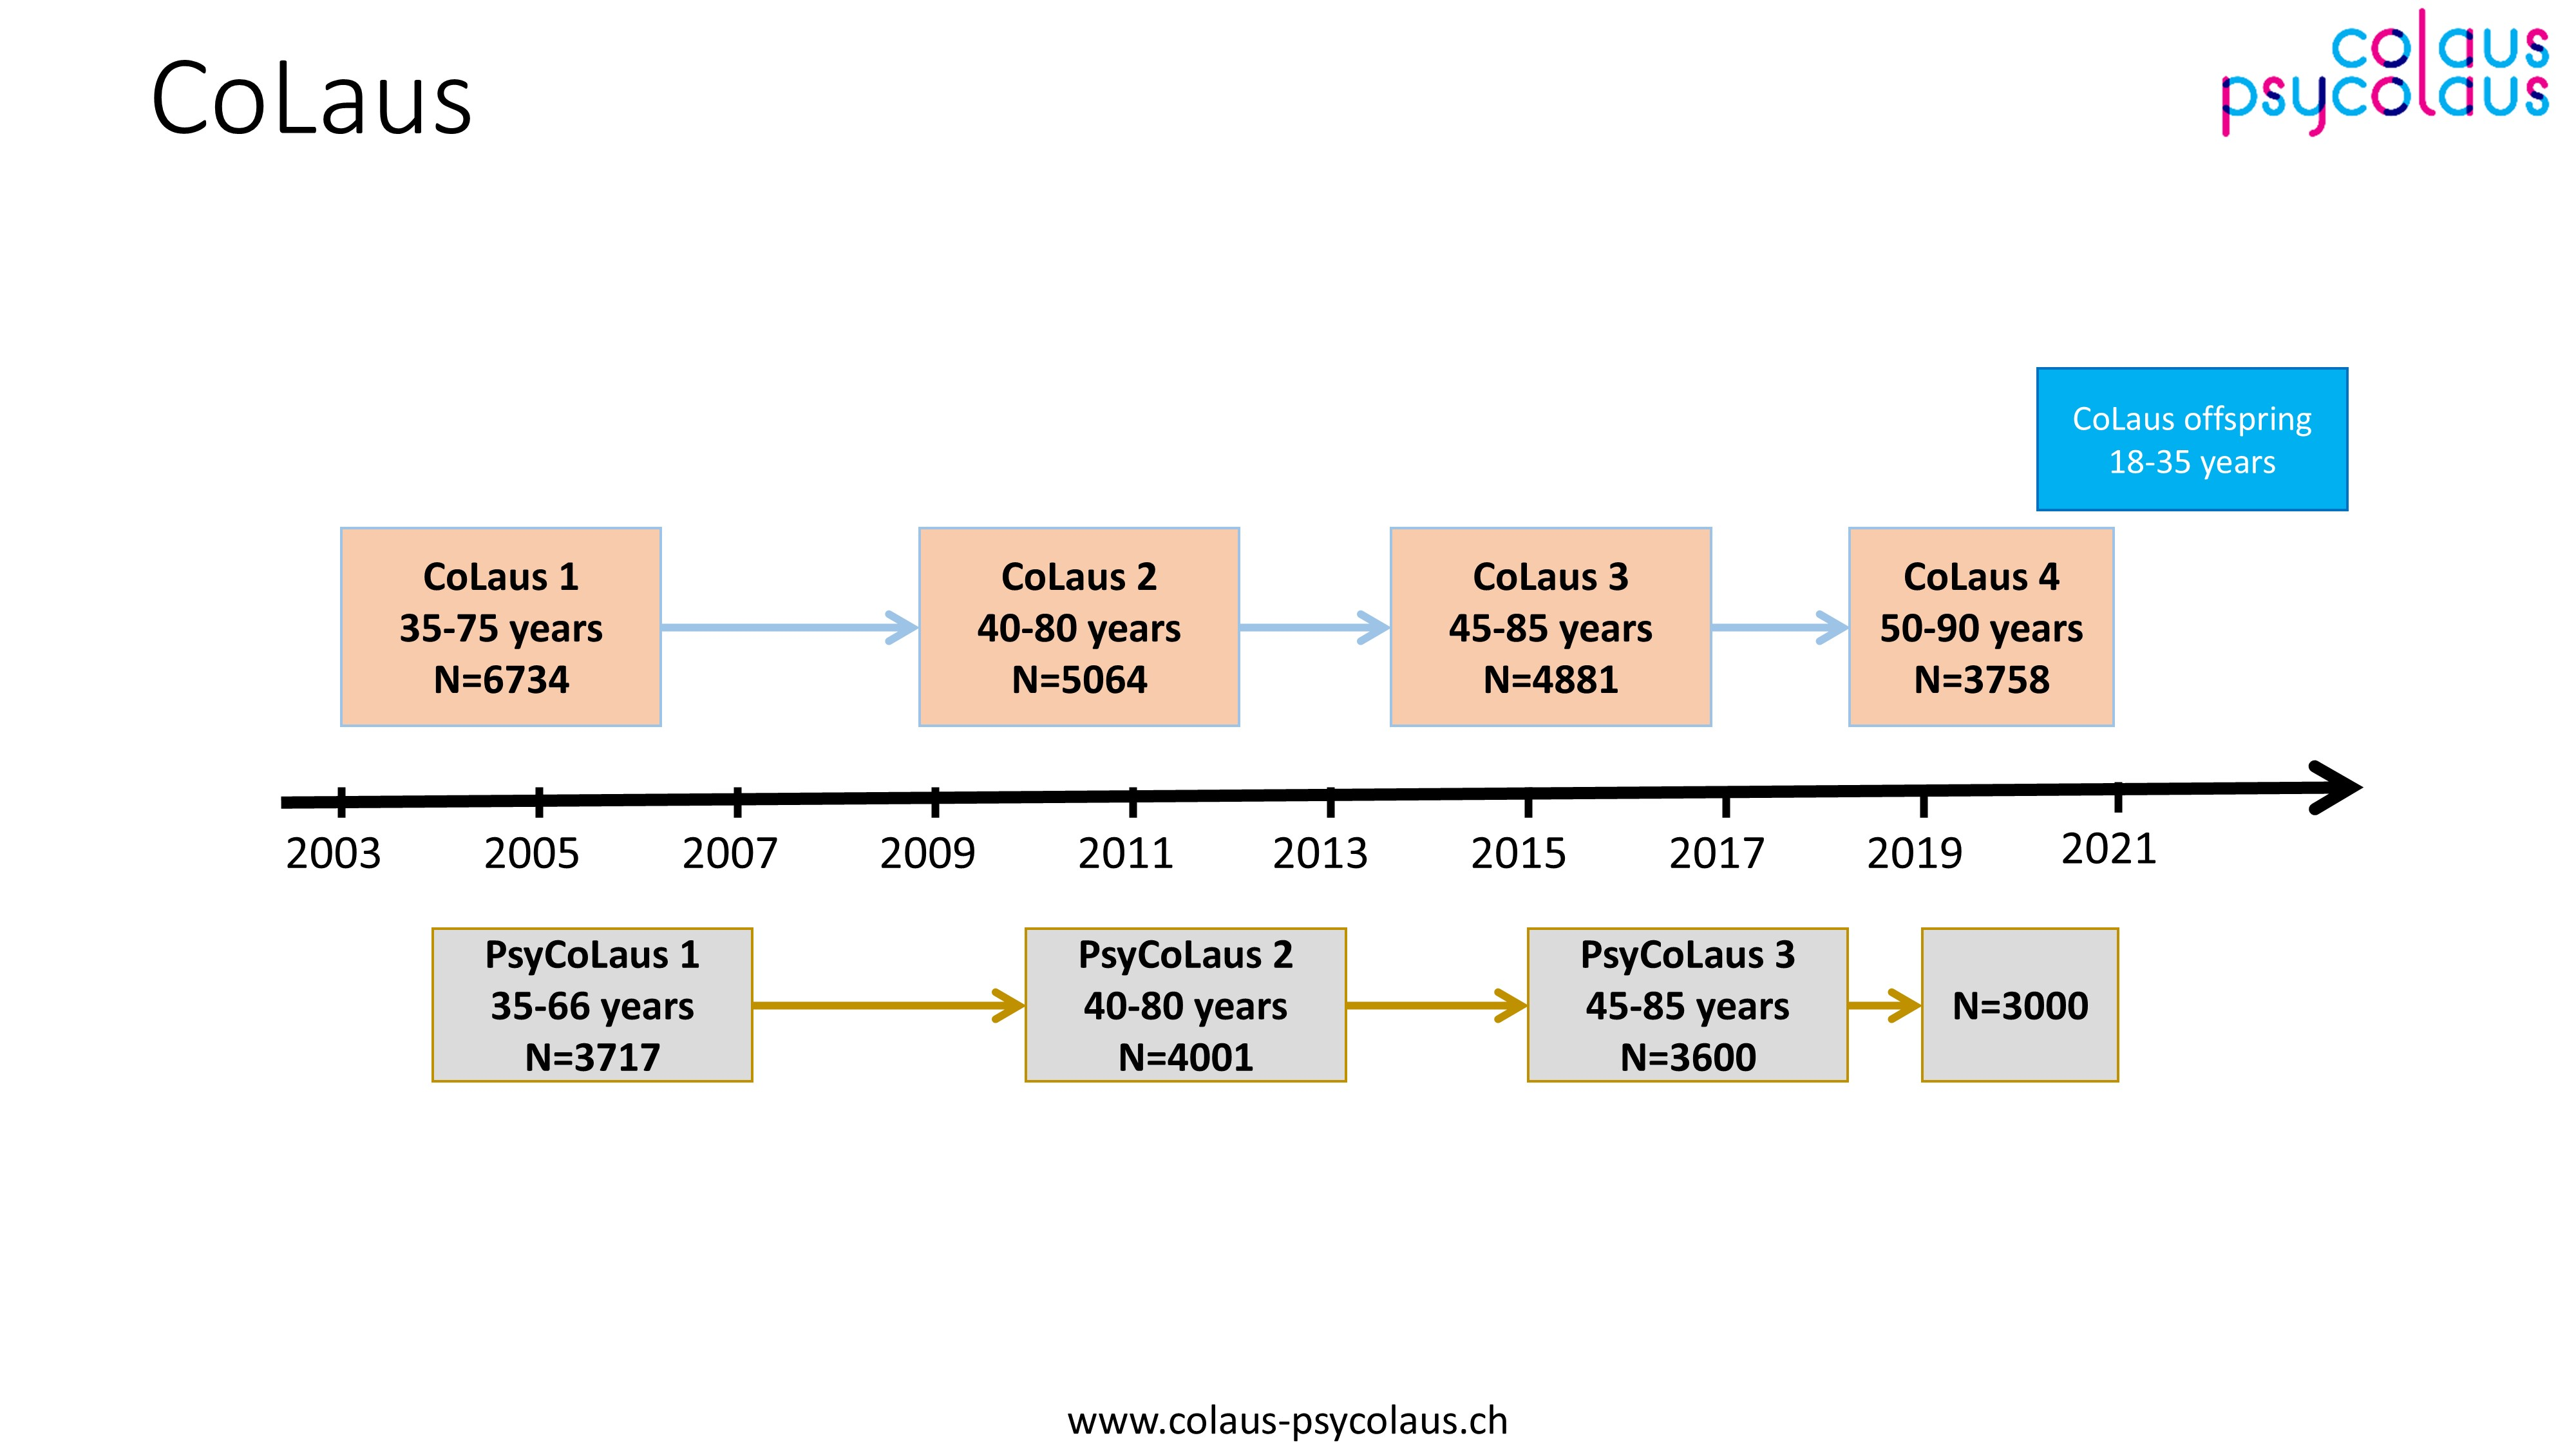 CoLaus
colaus
psycolaus
CoLaus offspring
18-35 years
CoLaus 1
35-75 years
N=6734
CoLaus 2
40-80 years
N=5064
CoLaus 3
45-85 years
N=4881
CoLaus 4
50-90 years
N=3758
2003
2005
2007
2009
2011
2013
2015
2017
2019
2021
PsyCoLaus 1
35-66 years
N=3717
PsyCoLaus 2
40-80 years
N=4001
PsyCoLaus 3
45-85 years
N=3600
N=3000
www.colaus-psycolaus.ch